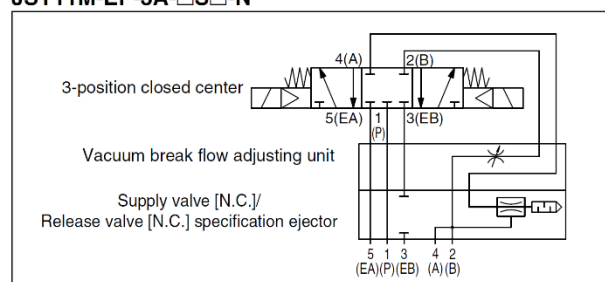 4(A) 2(B)
3-position closed center
5(EA) 1 3(EB)
(P)
Vacuum break flow adjusting unit
Supply valve [N.C.]/
Release valve [N.C.] specification ejector
5 1 3 4 2
(EA)(P)(EB) (A)(B)